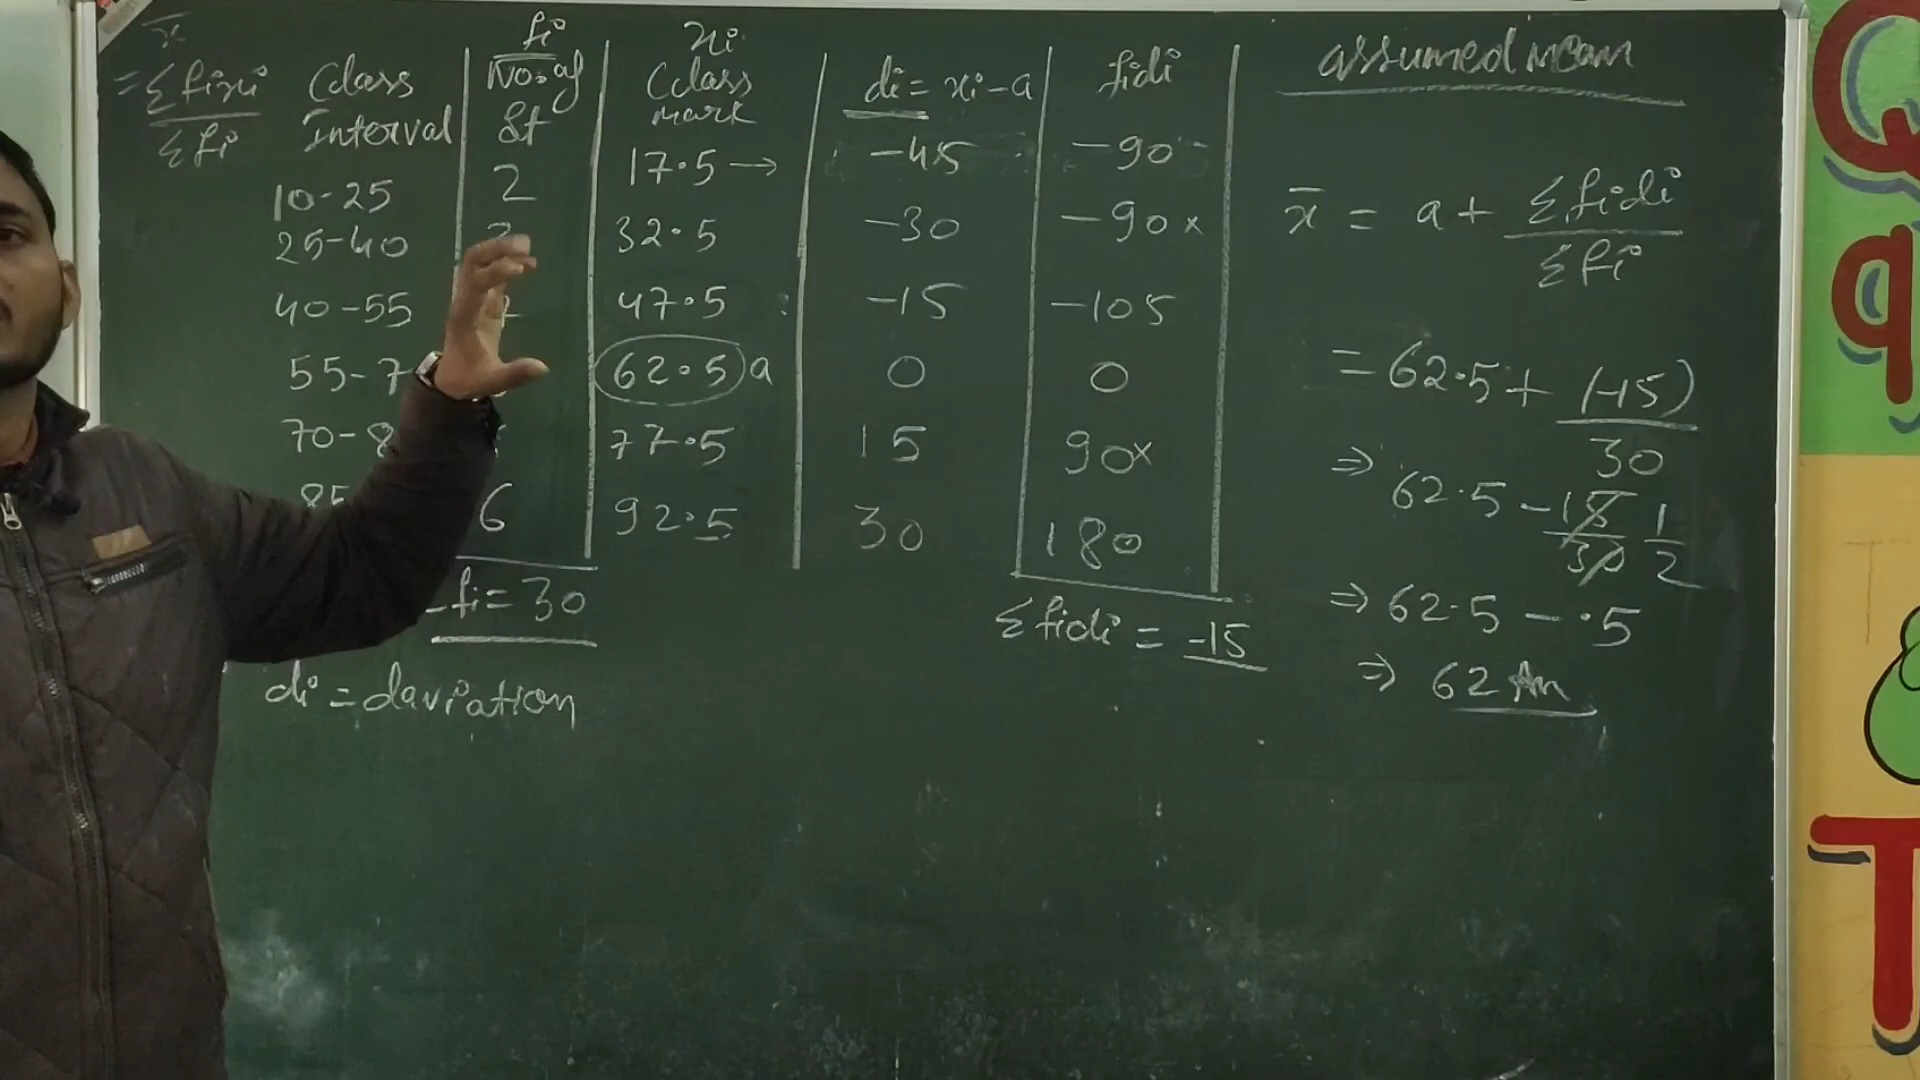 x̄
= Σfixi / Σfi
Class Interval | fi No. of St | xi Class mark | di = xi - a | fidi
10-25 | 2 | 17.5 → | -45 | -90
25-40 | 32.5 | -30 | -90 x
40-55 | 47.5 | -15 | -105
55-7 | 62.5 a | 0 | 0
70-8 | 77.5 | 15 | 90 x
85 | 6 | 92.5 | 30 | 180
fi = 30
Σfidi = -15
di = daviation
assumed mean
x̄ = a + Σfidi / Σfi
= 62.5 + (-15) / 30
⇒ 62.5 - 15 / 30 1 / 2
⇒ 62.5 - .5
⇒ 62 An
Q
q
T